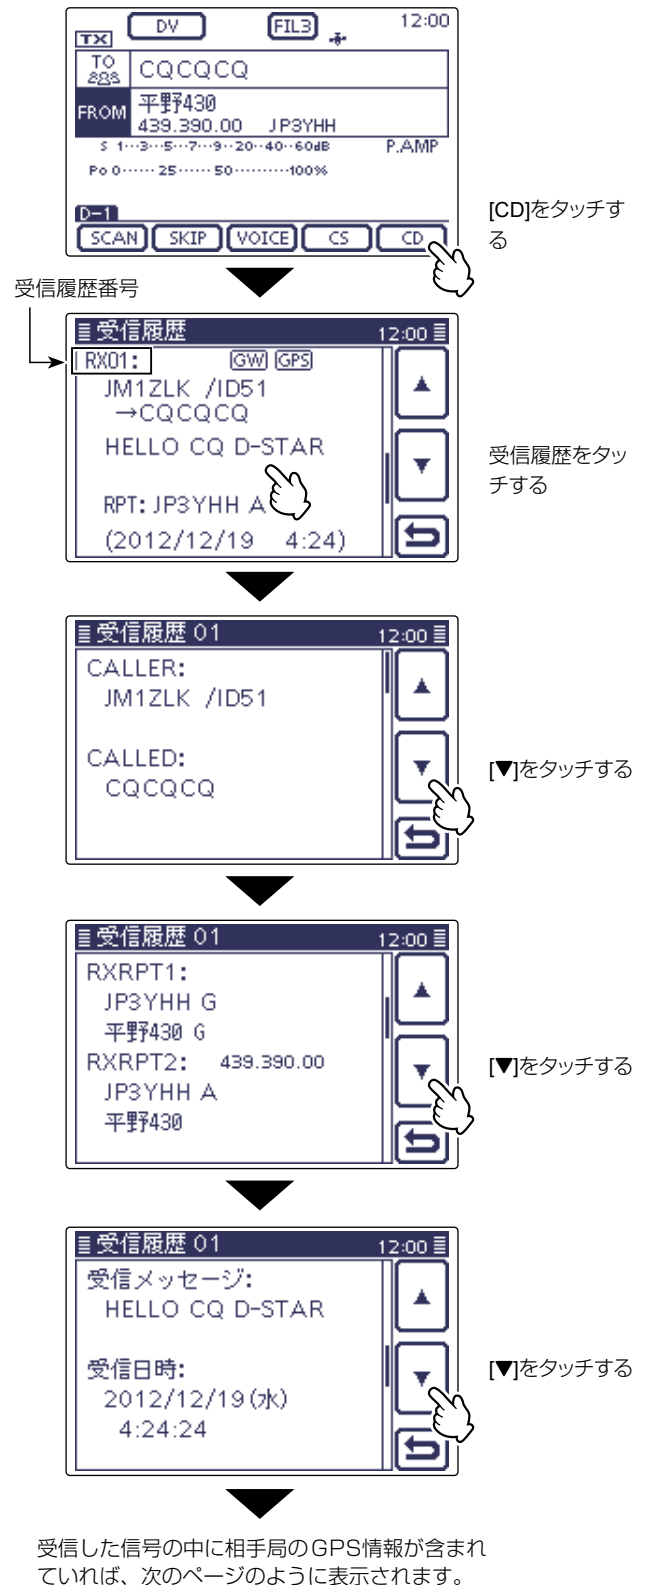 DV FIL3 12:00
TX
TO CQCQCQ
FROM 平野430
439.390.00 JP3YHH
S 1···3···5···7···9··20··40··60dB P.AMP
Po 0······25······50··········100%
D-1
SCAN SKIP VOICE CS CD
[CD]をタッチす
る
受信履歴番号
受信履歴 12:00
RX01: GW GPS
JM1ZLK /ID51
→CQCQCQ
HELLO CQ D-STAR
RPT: JP3YHH A
(2012/12/19 4:24)
▲
▼
受信履歴をタッ
チする
受信履歴 01 12:00
CALLER:
JM1ZLK /ID51
CALLED:
CQCQCQ
▲
▼
[▼]をタッチする
受信履歴 01 12:00
RXRPT1:
JP3YHH G
平野430 G
RXRPT2: 439.390.00
JP3YHH A
平野430
▲
▼
[▼]をタッチする
受信履歴 01 12:00
受信メッセージ:
HELLO CQ D-STAR
受信日時:
2012/12/19(水)
4:24:24
▲
▼
[▼]をタッチする
受信した信号の中に相手局のGPS情報が含まれ
ていれば、次のページのように表示されます。